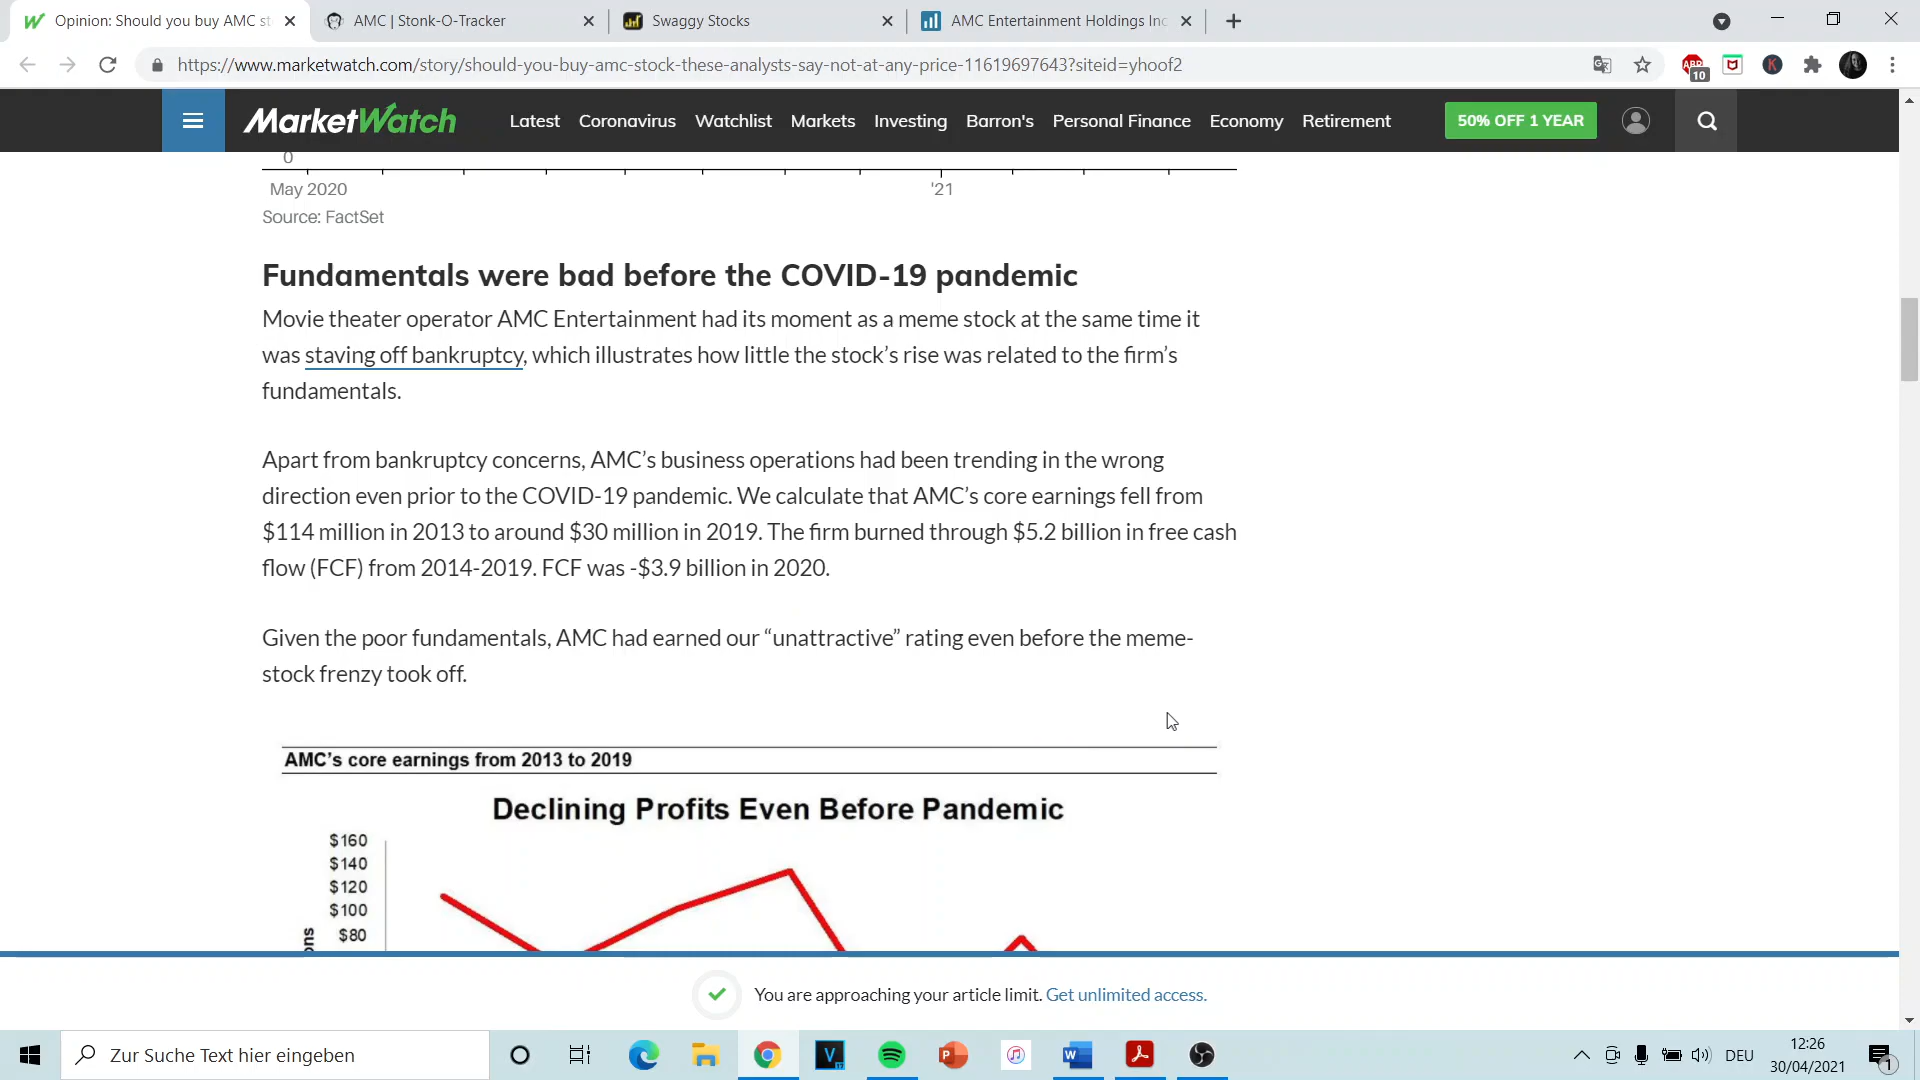 Opinion: Should you buy AMC st
AMC | Stonk-O-Tracker
Swaggy Stocks
AMC Entertainment Holdings Inc
https://www.marketwatch.com/story/should-you-buy-amc-stock-these-analysts-say-not-at-any-price-11619697643?siteid=yhoof2
ABP
10
K
MarketWatch
Latest
Coronavirus
Watchlist
Markets
Investing
Barron's
Personal Finance
Economy
Retirement
50% OFF 1 YEAR
0
May 2020
'21
Source: FactSet
Fundamentals were bad before the COVID-19 pandemic
Movie theater operator AMC Entertainment had its moment as a meme stock at the same time it
was staving off bankruptcy, which illustrates how little the stock’s rise was related to the firm’s
fundamentals.
Apart from bankruptcy concerns, AMC’s business operations had been trending in the wrong
direction even prior to the COVID-19 pandemic. We calculate that AMC’s core earnings fell from
$114 million in 2013 to around $30 million in 2019. The firm burned through $5.2 billion in free cash
flow (FCF) from 2014-2019. FCF was -$3.9 billion in 2020.
Given the poor fundamentals, AMC had earned our “unattractive” rating even before the meme-
stock frenzy took off.
AMC’s core earnings from 2013 to 2019
Declining Profits Even Before Pandemic
$160
$140
$120
$100
$80
You are approaching your article limit. Get unlimited access.
Zur Suche Text hier eingeben
DEU
12:26
30/04/2021
1